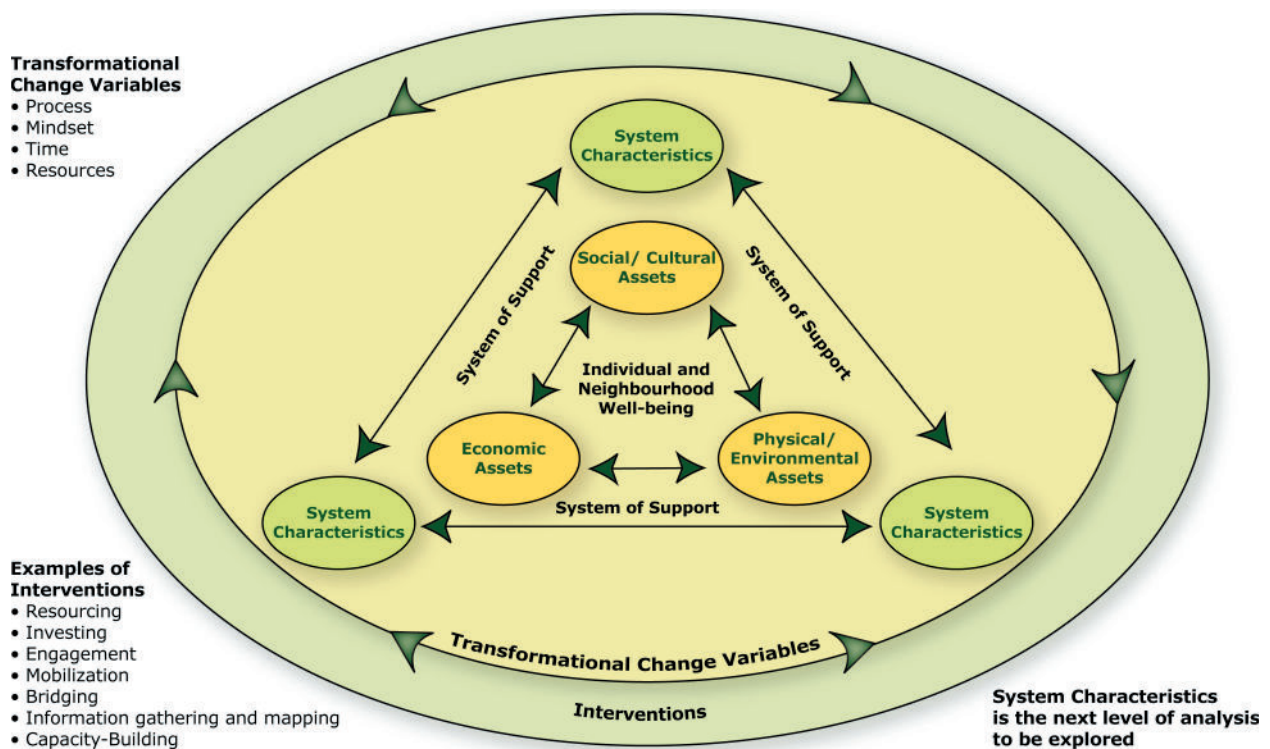 Transformational
Change Variables
• Process
• Mindset
• Time
• Resources
System
Characteristics
Social/ Cultural
Assets
System of Support
System of Support
Individual and
Neighbourhood
Well-being
Economic
Assets
Physical/
Environmental
Assets
System of Support
System
Characteristics
System
Characteristics
Transformational Change Variables
Interventions
Examples of
Interventions
• Resourcing
• Investing
• Engagement
• Mobilization
• Bridging
• Information gathering and mapping
• Capacity-Building
System Characteristics
is the next level of analysis
to be explored